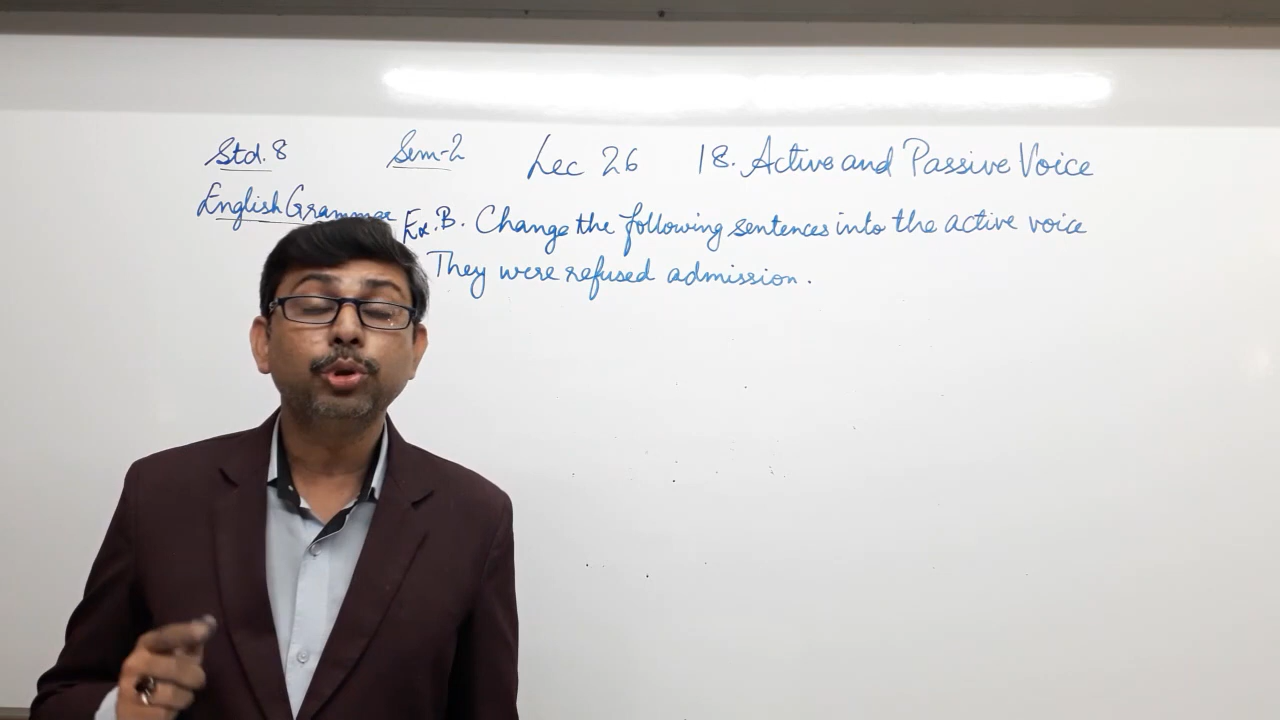 Std. 8 Sem-2 Lec 26 18. Active and Passive Voice
English Grammar
Ex. B. Change the following sentences into the active voice
They were refused admission.